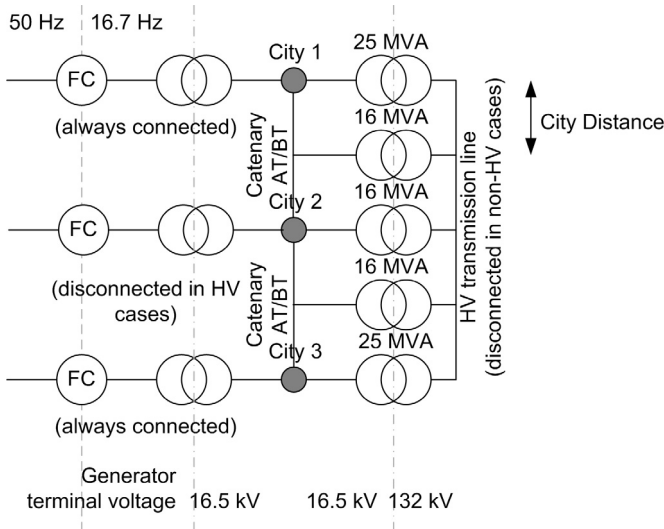 50 Hz
16.7 Hz
25 MVA
City 1
FC
(always connected)
16 MVA
Catenary
AT/BT
City Distance
City 2
16 MVA
FC
(disconnected in HV
cases)
16 MVA
Catenary
AT/BT
HV transmission line
(disconnected in non-HV cases)
City 3
25 MVA
FC
(always connected)
Generator
terminal voltage
16.5 kV
16.5 kV
132 kV